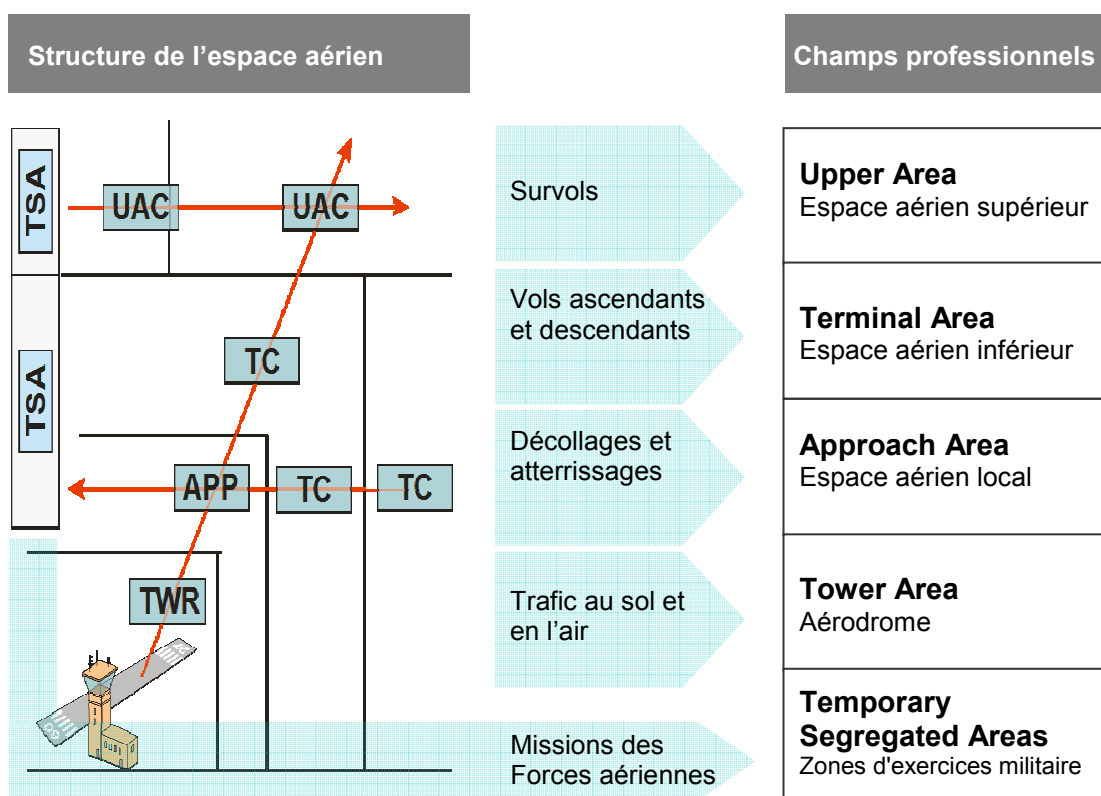 Structure de l’espace aérien
Champs professionnels
TSA
UAC
UAC
TSA
TC
APP
TC
TC
TWR
Survols
Vols ascendants
et descendants
Décollages et
atterrissages
Trafic au sol et
en l’air
Missions des
Forces aériennes
Upper Area
Espace aérien supérieur
Terminal Area
Espace aérien inférieur
Approach Area
Espace aérien local
Tower Area
Aérodrome
Temporary
Segregated Areas
Zones d'exercices militaire